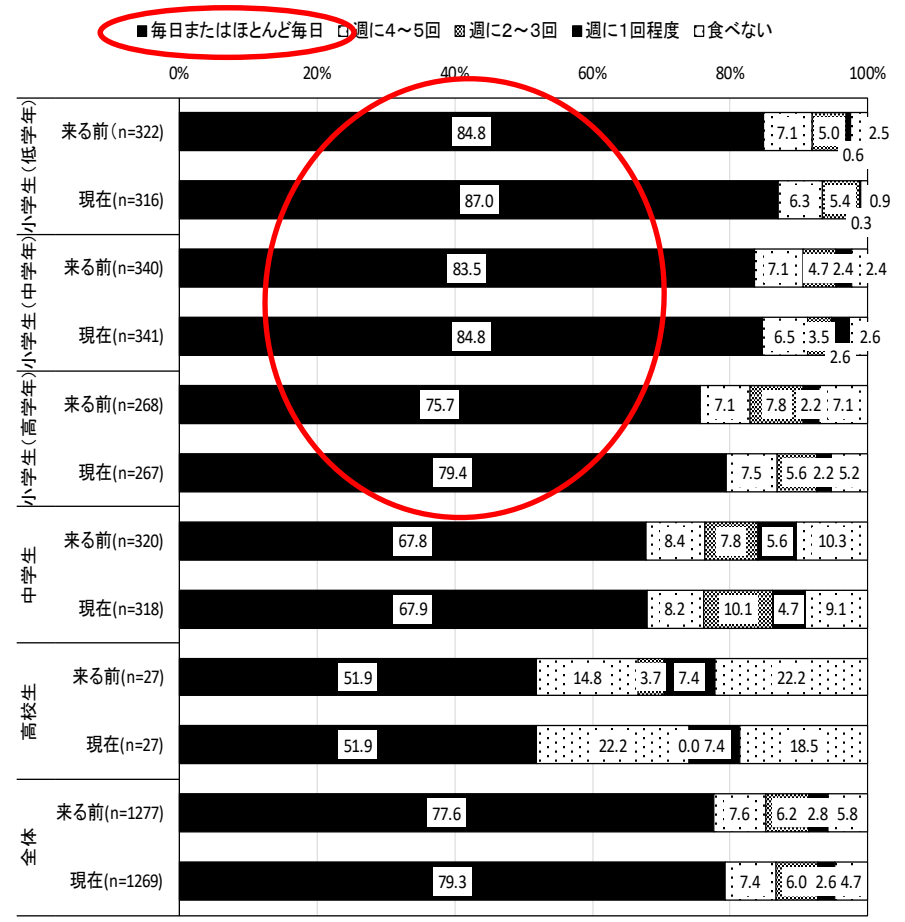 ■毎日またはほとんど毎日 □週に4～5回 ▩週に2～3回 ■週に1回程度 □食べない
0% 20% 40% 60% 80% 100%
小学生（低学年）
来る前（n=322) 84.8 7.1 5.0 0.6 2.5
現在(n=316) 87.0 6.3 5.4 0.3 0.9
小学生（中学年）
来る前(n=340) 83.5 7.1 4.7 2.4 2.4
現在(n=341) 84.8 6.5 3.5 2.6 2.6
小学生（高学年）
来る前(n=268) 75.7 7.1 7.8 2.2 7.1
現在(n=267) 79.4 7.5 5.6 2.2 5.2
中学生
来る前(n=320) 67.8 8.4 7.8 5.6 10.3
現在(n=318) 67.9 8.2 10.1 4.7 9.1
高校生
来る前(n=27) 51.9 14.8 3.7 7.4 22.2
現在(n=27) 51.9 22.2 0.0 7.4 18.5
全体
来る前(n=1277) 77.6 7.6 6.2 2.8 5.8
現在(n=1269) 79.3 7.4 6.0 2.6 4.7